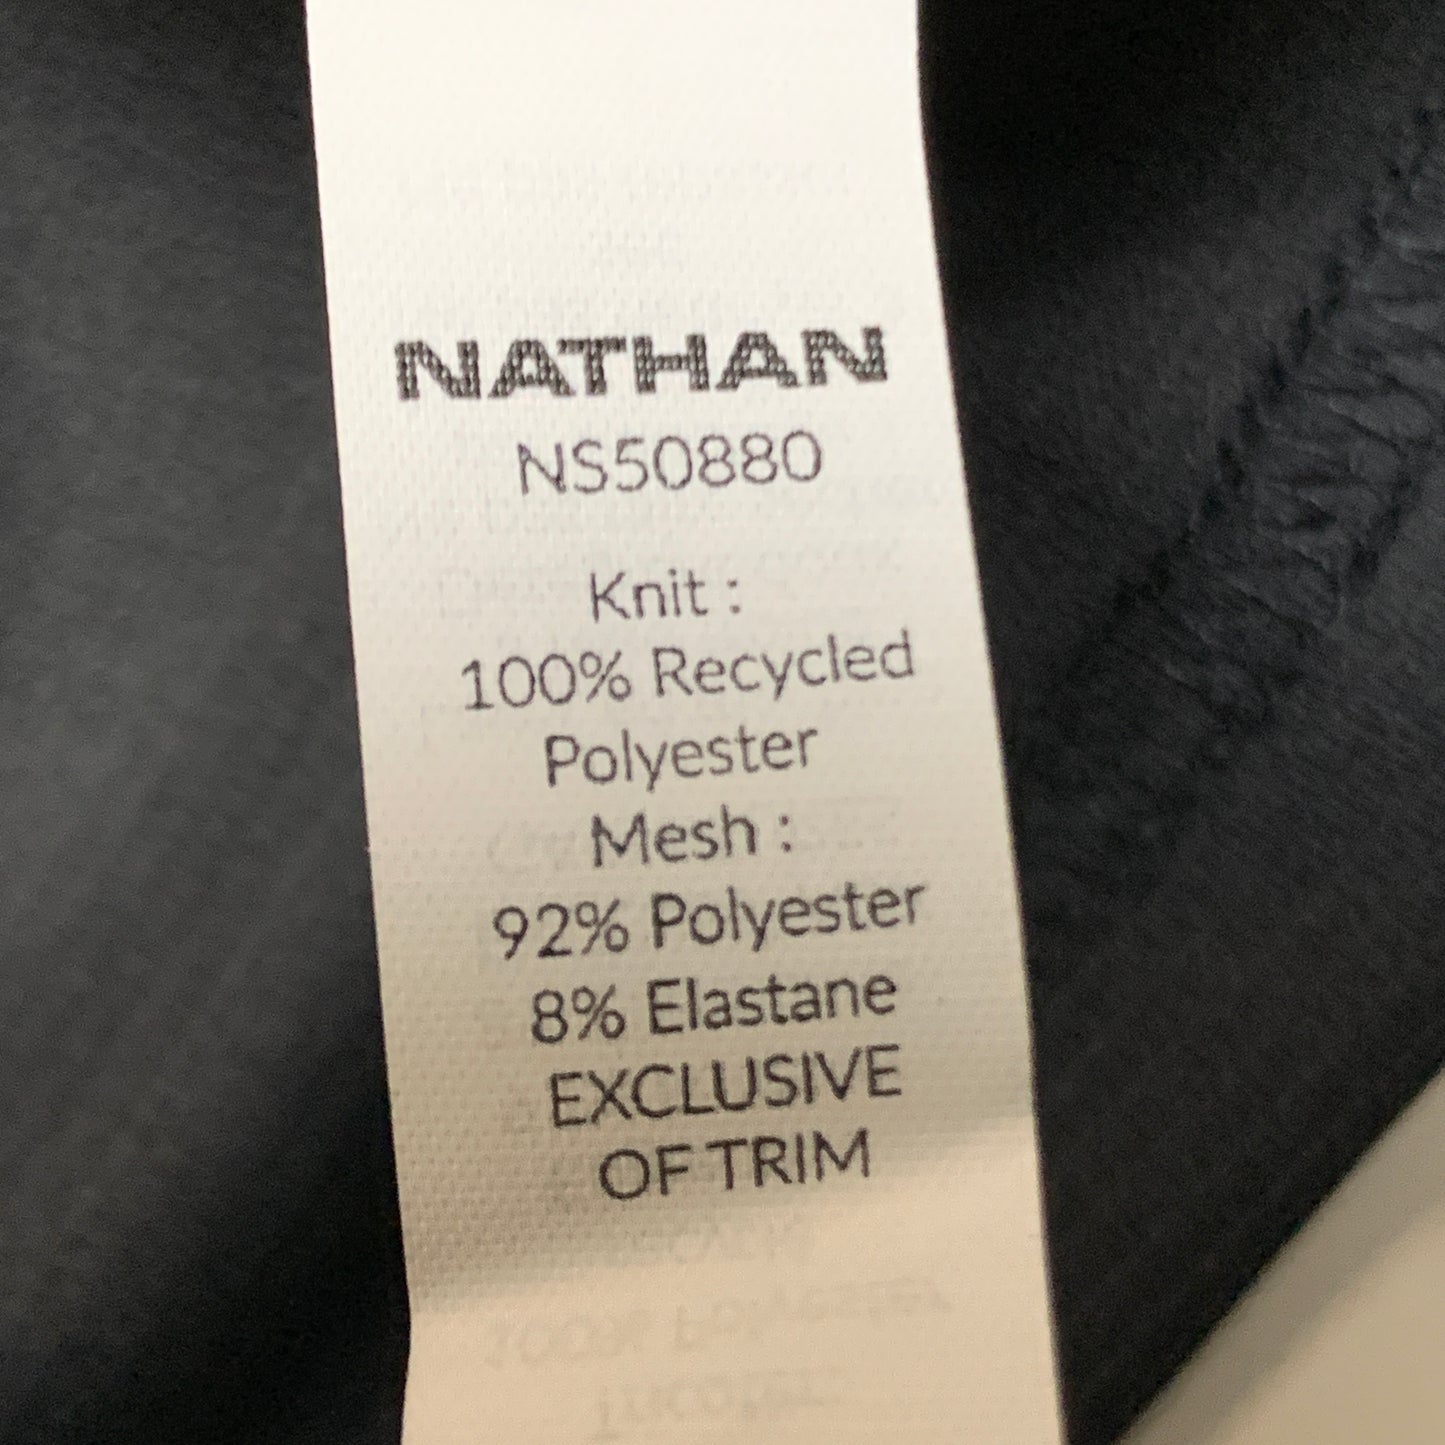 NATHAN
NS50880
Knit :
100% Recycled
Polyester
Mesh :
92% Polyester
8% Elastane
EXCLUSIVE
OF TRIM